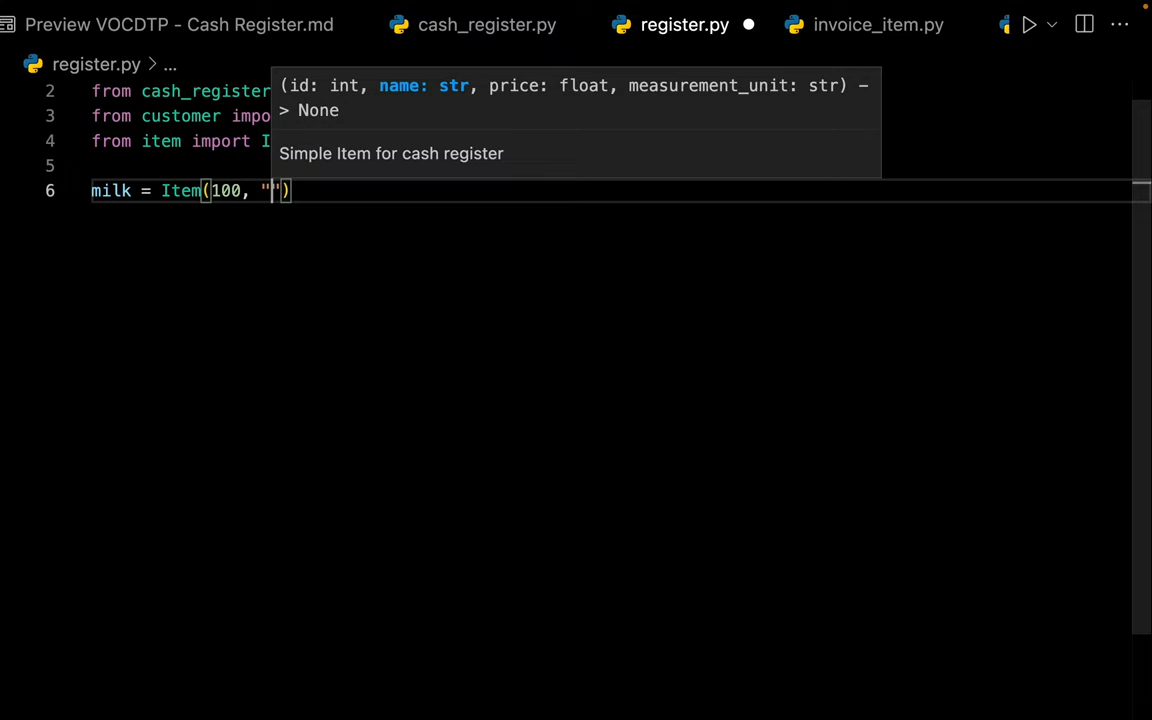 Preview VOCDTP - Cash Register.md cash_register.py register.py invoice_item.py
register.py > ...
2 from cash_register
3 from customer impo
4 from item import I
5
6 milk = Item(100, "")
(id: int, name: str, price: float, measurement_unit: str) -
> None
Simple Item for cash register